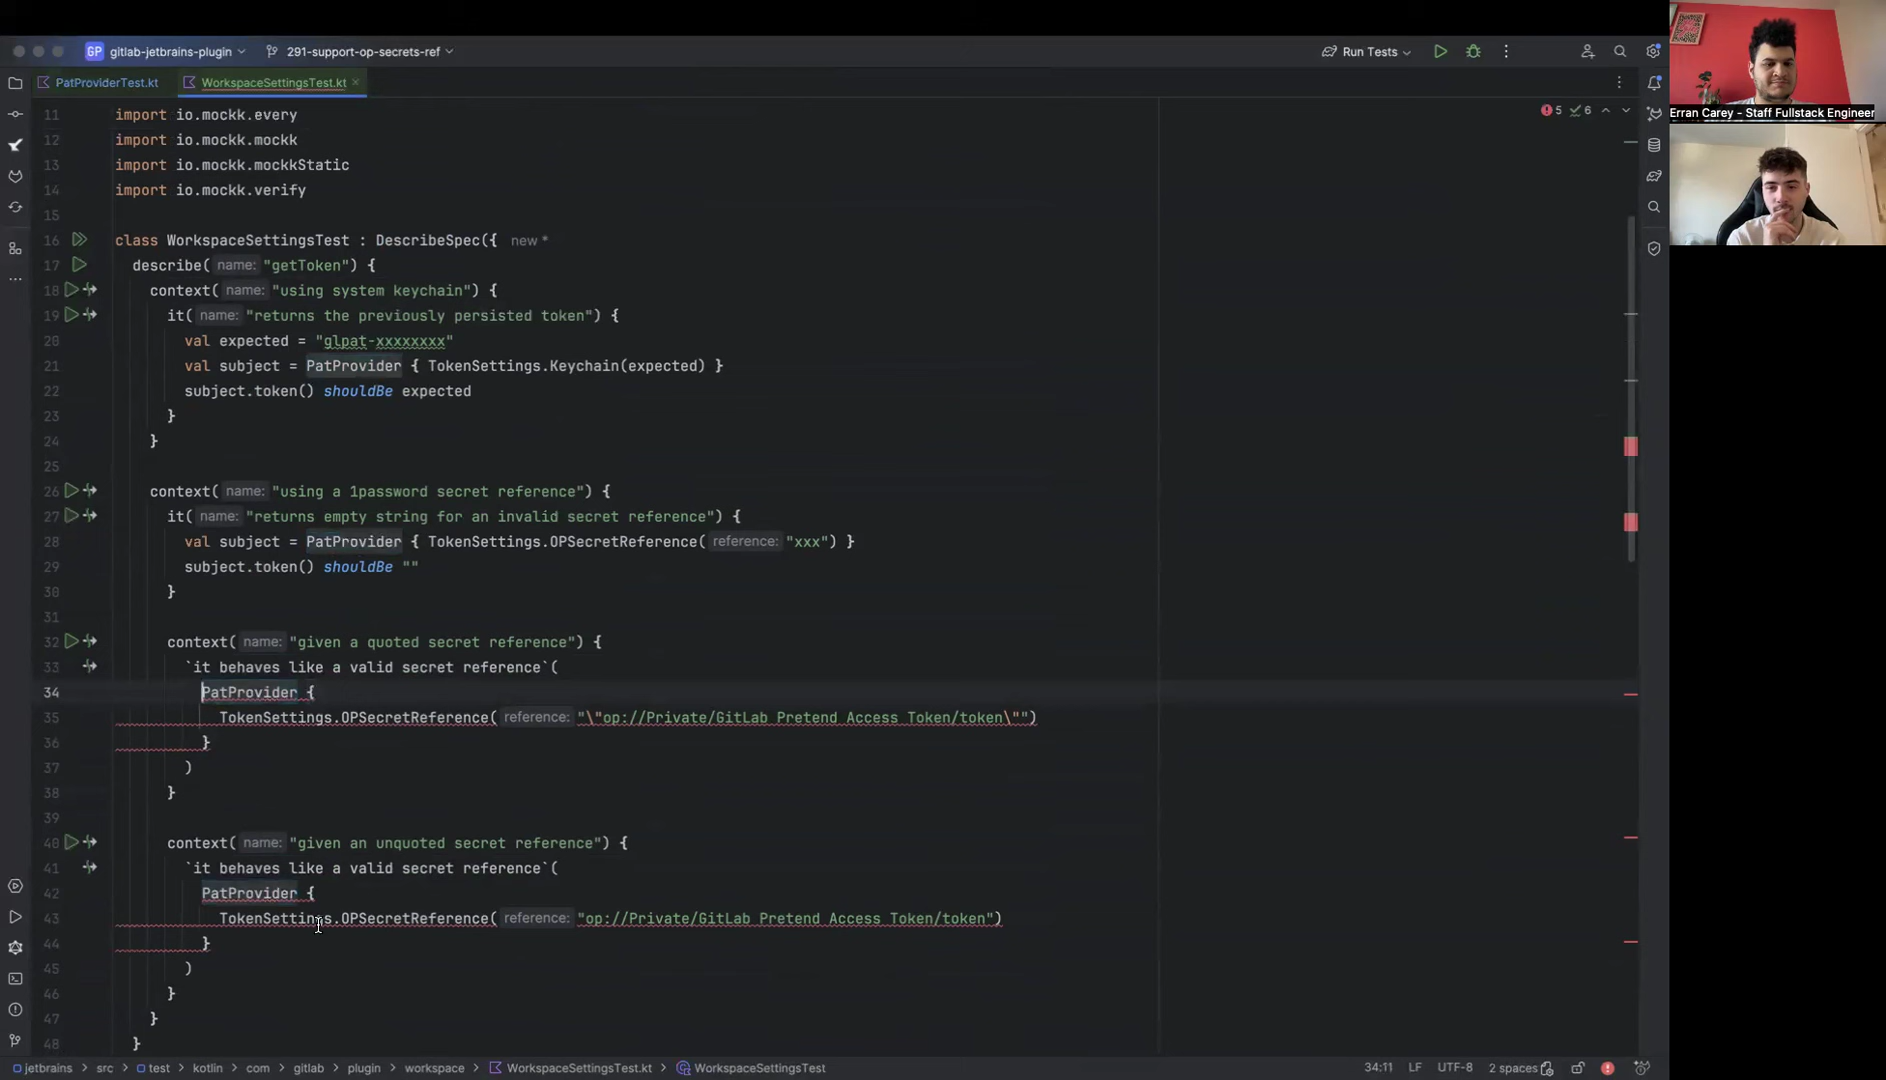 GP gitlab-jetbrains-plugin 291-support-op-secrets-ref Run Tests
PatProviderTest.kt WorkspaceSettingsTest.kt
Erran Carey - Staff Fullstack Engineer
5 6
11 import io.mockk.every
12 import io.mockk.mockk
13 import io.mockk.mockkStatic
14 import io.mockk.verify
15
16 class WorkspaceSettingsTest : DescribeSpec({ new *
17 describe( name: "getToken") {
18 context( name: "using system keychain") {
19 it( name: "returns the previously persisted token") {
20 val expected = "glpat-xxxxxxxx"
21 val subject = PatProvider { TokenSettings.Keychain(expected) }
22 subject.token() shouldBe expected
23 }
24 }
25
26 context( name: "using a 1password secret reference") {
27 it( name: "returns empty string for an invalid secret reference") {
28 val subject = PatProvider { TokenSettings.OPSecretReference( reference: "xxx") }
29 subject.token() shouldBe ""
30 }
31
32 context( name: "given a quoted secret reference") {
33 `it behaves like a valid secret reference`(
34 PatProvider {
35 TokenSettings.OPSecretReference( reference: "\"op://Private/GitLab Pretend Access Token/token\"")
36 }
37 )
38 }
39
40 context( name: "given an unquoted secret reference") {
41 `it behaves like a valid secret reference`(
42 PatProvider {
43 TokenSettings.OPSecretReference( reference: "op://Private/GitLab Pretend Access Token/token")
44 }
45 )
46 }
47 }
48 }
jetbrains src test kotlin com gitlab plugin workspace WorkspaceSettingsTest.kt WorkspaceSettingsTest 34:11 LF UTF-8 2 spaces